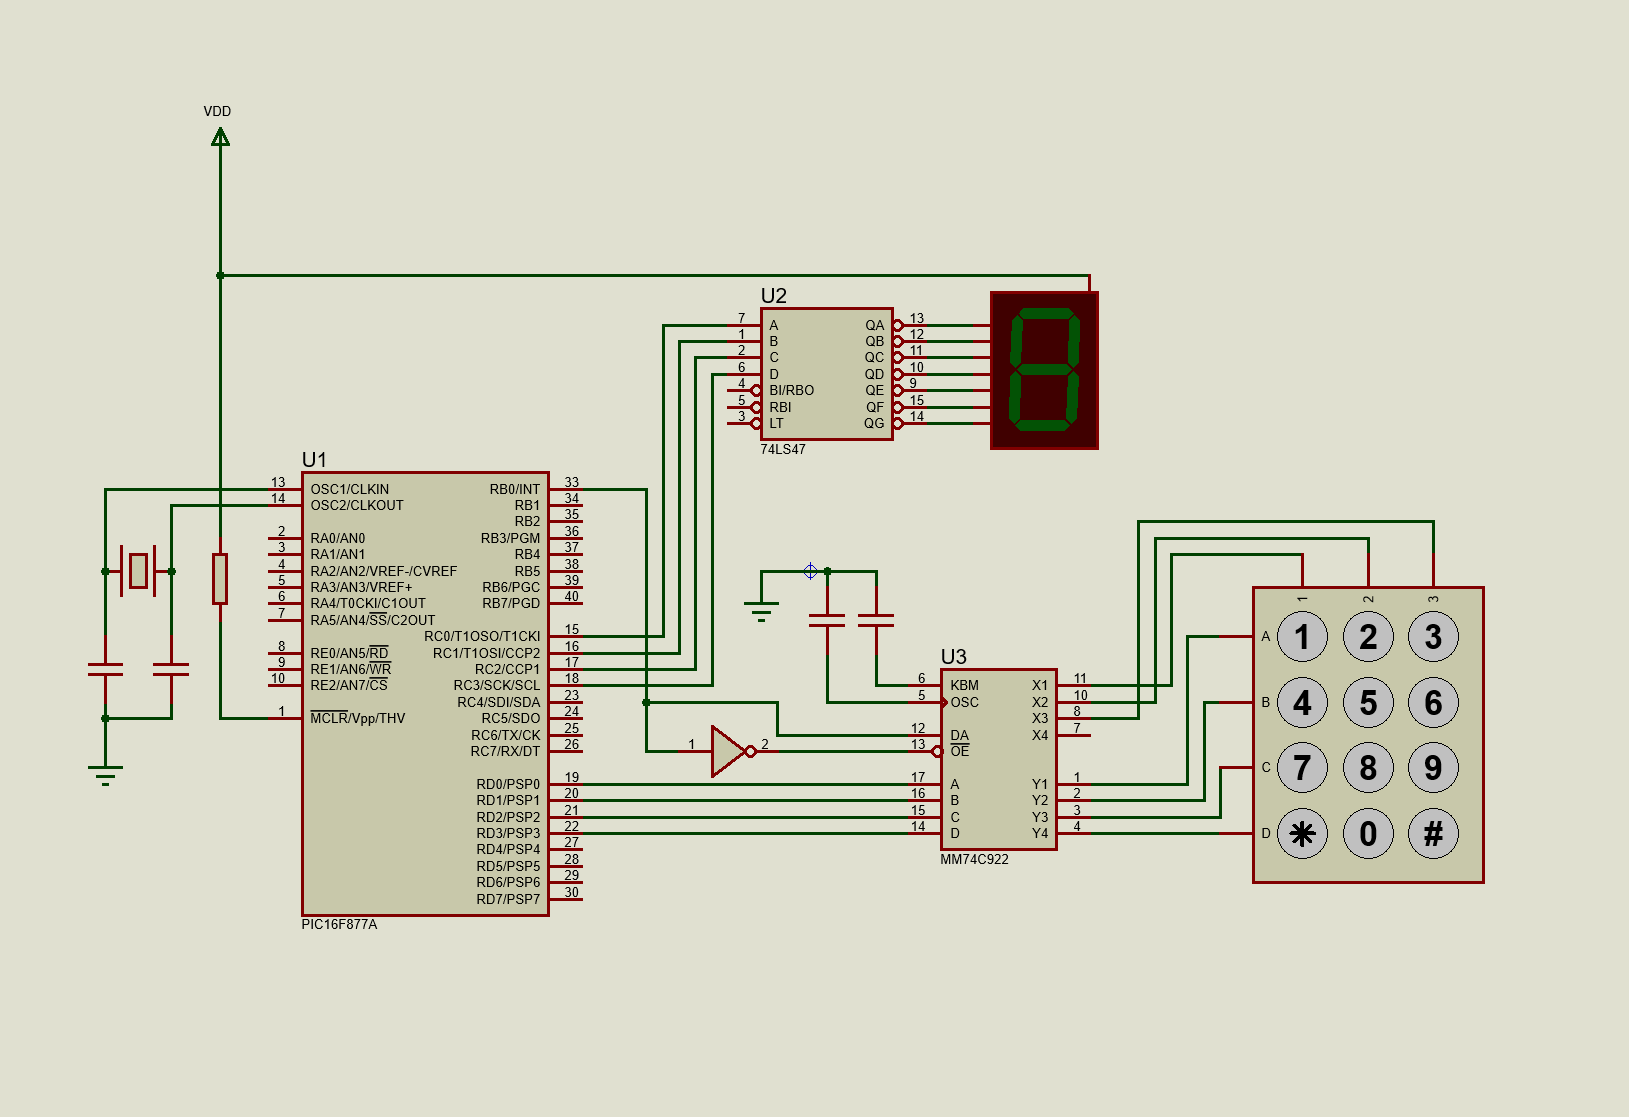 VDD
U2
7 A QA 13
1 B QB 12
2 C QC 11
6 D QD 10
4 BI/RBO QE 9
5 RBI QF 15
3 LT QG 14
74LS47
U1
13 OSC1/CLKIN RB0/INT 33
14 OSC2/CLKOUT RB1 34
RB2 35
2 RA0/AN0 RB3/PGM 36
3 RA1/AN1 RB4 37
4 RA2/AN2/VREF-/CVREF RB5 38
5 RA3/AN3/VREF+ RB6/PGC 39
6 RA4/T0CKI/C1OUT RB7/PGD 40
7 RA5/AN4/SS/C2OUT
RC0/T1OSO/T1CKI 15
8 RE0/AN5/RD RC1/T1OSI/CCP2 16
9 RE1/AN6/WR RC2/CCP1 17
10 RE2/AN7/CS RC3/SCK/SCL 18
RC4/SDI/SDA 23
1 MCLR/Vpp/THV RC5/SDO 24
RC6/TX/CK 25
RC7/RX/DT 26
RD0/PSP0 19
RD1/PSP1 20
RD2/PSP2 21
RD3/PSP3 22
RD4/PSP4 27
RD5/PSP5 28
RD6/PSP6 29
RD7/PSP7 30
PIC16F877A
1 2
U3
6 KBM X1 11
5 OSC X2 10
X3 8
12 DA X4 7
13 OE
17 A Y1 1
16 B Y2 2
15 C Y3 3
14 D Y4 4
MM74C922
1 2 3
A 1 2 3
B 4 5 6
C 7 8 9
D * 0 #